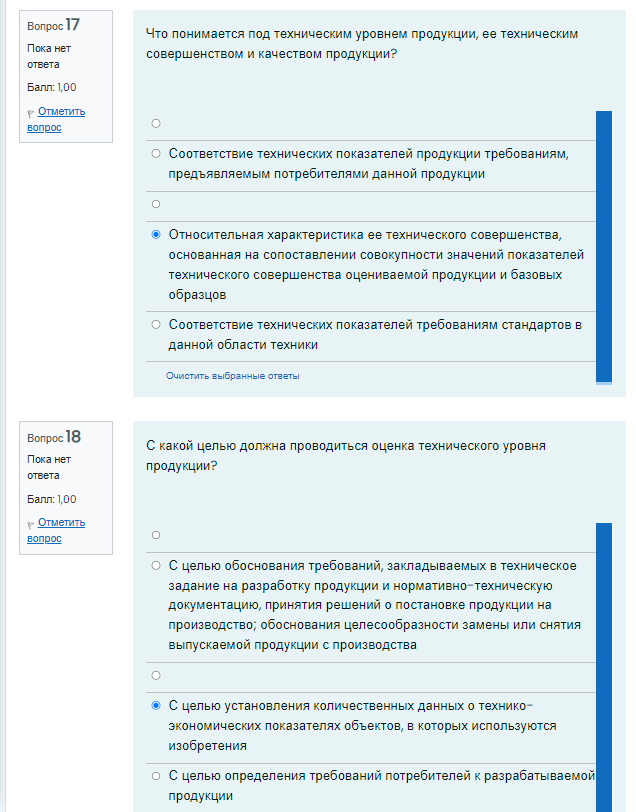 Вопрос 17
Пока нет
ответа
Балл: 1,00
Отметить
вопрос
Что понимается под техническим уровнем продукции, ее техническим
совершенством и качеством продукции?
Соответствие технических показателей продукции требованиям,
предъявляемым потребителями данной продукции
Относительная характеристика ее технического совершенства,
основанная на сопоставлении совокупности значений показателей
технического совершенства оцениваемой продукции и базовых
образцов
Соответствие технических показателей требованиям стандартов в
данной области техники
Очистить выбранные ответы
Вопрос 18
Пока нет
ответа
Балл: 1,00
Отметить
вопрос
С какой целью должна проводиться оценка технического уровня
продукции?
С целью обоснования требований, закладываемых в техническое
задание на разработку продукции и нормативно-техническую
документацию, принятия решений о постановке продукции на
производство; обоснования целесообразности замены или снятия
выпускаемой продукции с производства
С целью установления количественных данных о технико-
экономических показателях объектов, в которых используются
изобретения
С целью определения требований потребителей к разрабатываемой
продукции